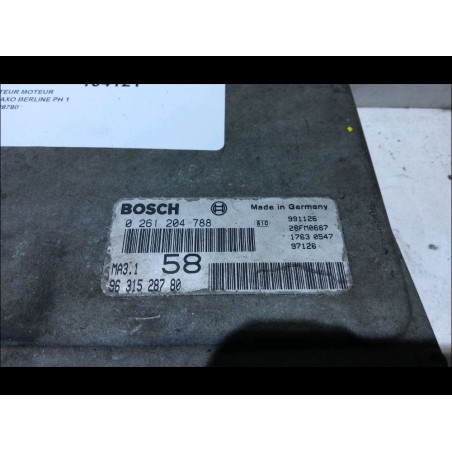 TEUR MOTEUR
AXO BERLINE PH 1
BOSCH
Made in Germany
0 261 204 788
610
991126
28FM0667
1763 0547
97126
MA3.1
58
96 315 287 80